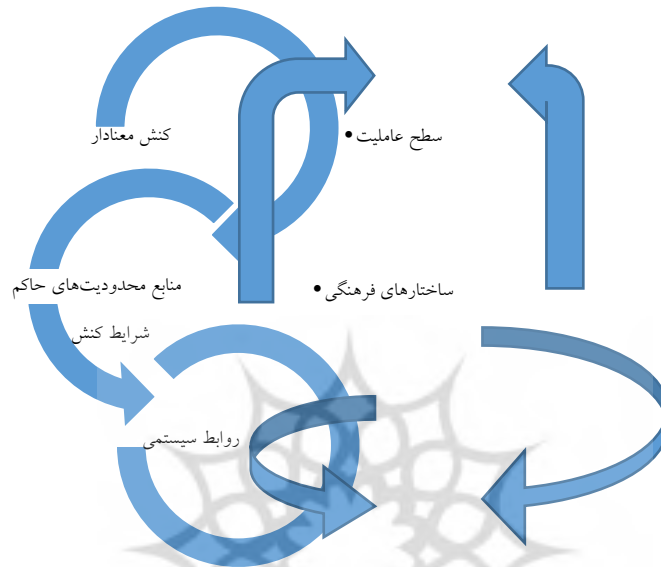 سطح عاملیت •
کنش معنادار
ساختارهای فرهنگی •
منابع محدودیت‌های حاکم
شرایط کنش
روابط سیستمی